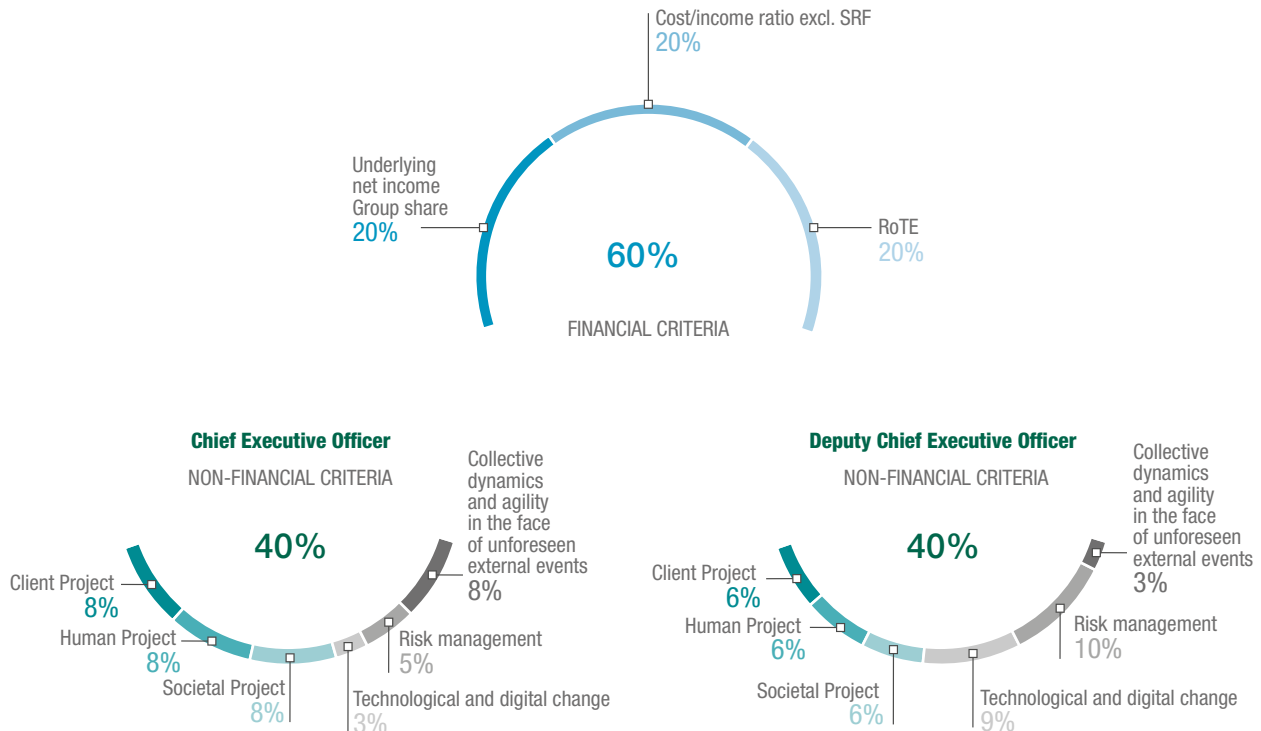 Cost/income ratio excl. SRF
20%
Underlying
net income
Group share
20%
RoTE
20%
60%
FINANCIAL CRITERIA
Chief Executive Officer
NON-FINANCIAL CRITERIA
40%
Collective
dynamics
and agility
in the face
of unforeseen
external events
8%
Client Project
8%
Human Project
8%
Societal Project
8%
Technological and digital change
3%
Risk management
5%
Deputy Chief Executive Officer
NON-FINANCIAL CRITERIA
40%
Collective
dynamics
and agility
in the face
of unforeseen
external events
3%
Client Project
6%
Human Project
6%
Societal Project
6%
Technological and digital change
9%
Risk management
10%